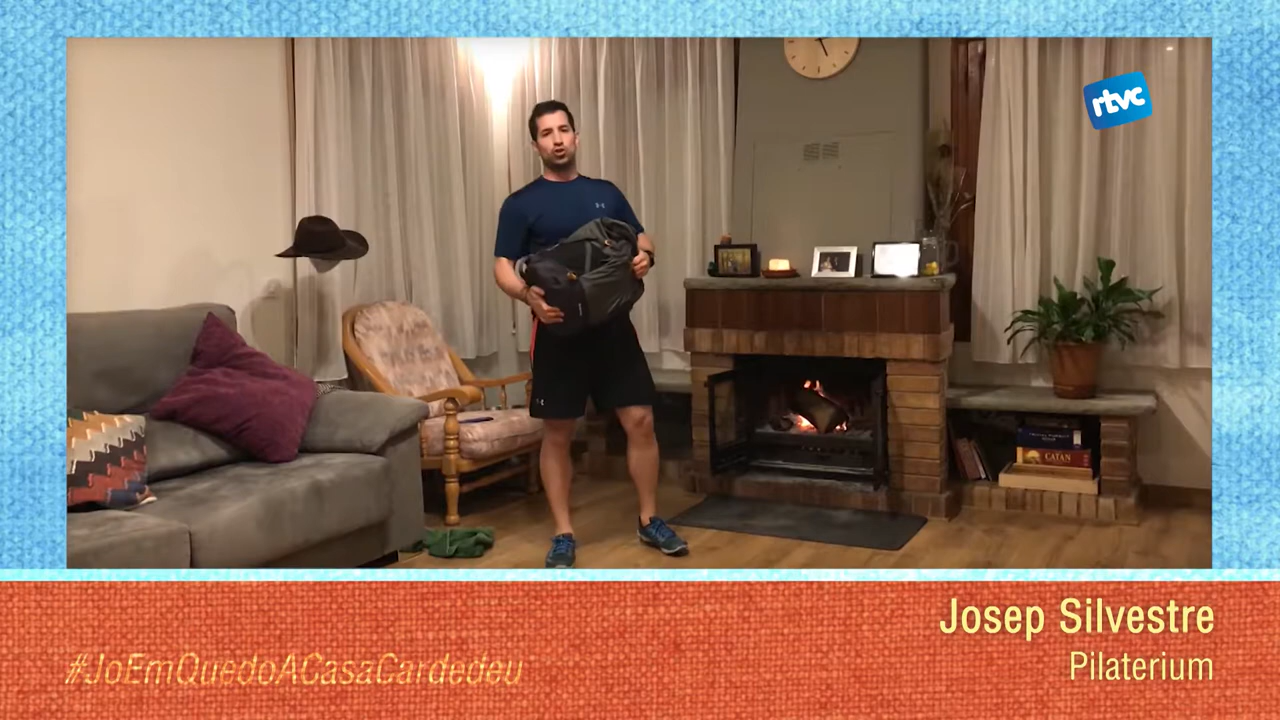 rtvc
CATAN
Josep Silvestre
#JoEmQuedoACasaCardedeu
Pilaterium